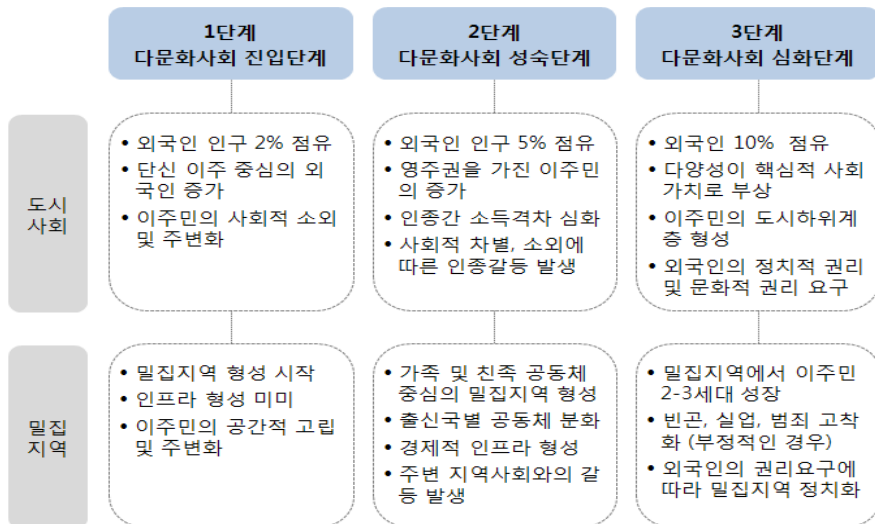 1단계
다문화사회 진입단계
2단계
다문화사회 성숙단계
3단계
다문화사회 심화단계
도시
사회
• 외국인 인구 2% 점유
• 단신 이주 중심의 외
국인 증가
• 이주민의 사회적 소외
및 주변화
• 외국인 인구 5% 점유
• 영주권을 가진 이주민
의 증가
• 인종간 소득격차 심화
• 사회적 차별, 소외에
따른 인종갈등 발생
• 외국인 10% 점유
• 다양성이 핵심적 사회
가치로 부상
• 이주민의 도시하위계
층 형성
• 외국인의 정치적 권리
및 문화적 권리 요구
밀집
지역
• 밀집지역 형성 시작
• 인프라 형성 미미
• 이주민의 공간적 고립
및 주변화
• 가족 및 친족 공동체
중심의 밀집지역 형성
• 출신국별 공동체 분화
• 경제적 인프라 형성
• 주변 지역사회와의 갈
등 발생
• 밀집지역에서 이주민
2-3세대 성장
• 빈곤, 실업, 범죄 고착
화 (부정적인 경우)
• 외국인의 권리요구에
따라 밀집지역 정치화